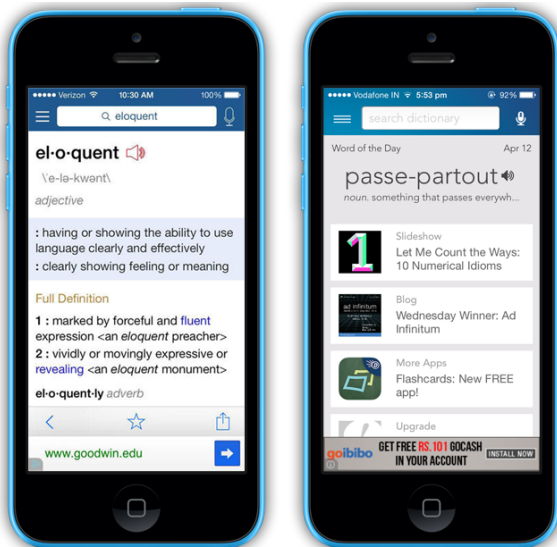 Verizon 10:30 AM 100%
eloquent
el·o·quent
\'e-lə-kwənt\
adjective
: having or showing the ability to use
language clearly and effectively
: clearly showing feeling or meaning
Full Definition
1 : marked by forceful and fluent
expression <an eloquent preacher>
2 : vividly or movingly expressive or
revealing <an eloquent monument>
el·o·quent·ly adverb
www.goodwin.edu
Vodafone IN 5:53 pm 92%
search dictionary
Word of the Day Apr 12
passe-partout
noun. something that passes everywh...
1
Slideshow
Let Me Count the Ways:
10 Numerical Idioms
ad infinitum
Blog
Wednesday Winner: Ad
Infinitum
More Apps
Flashcards: New FREE
app!
Upgrade
goibibo
GET FREE RS.101 GOCASH
IN YOUR ACCOUNT
INSTALL NOW